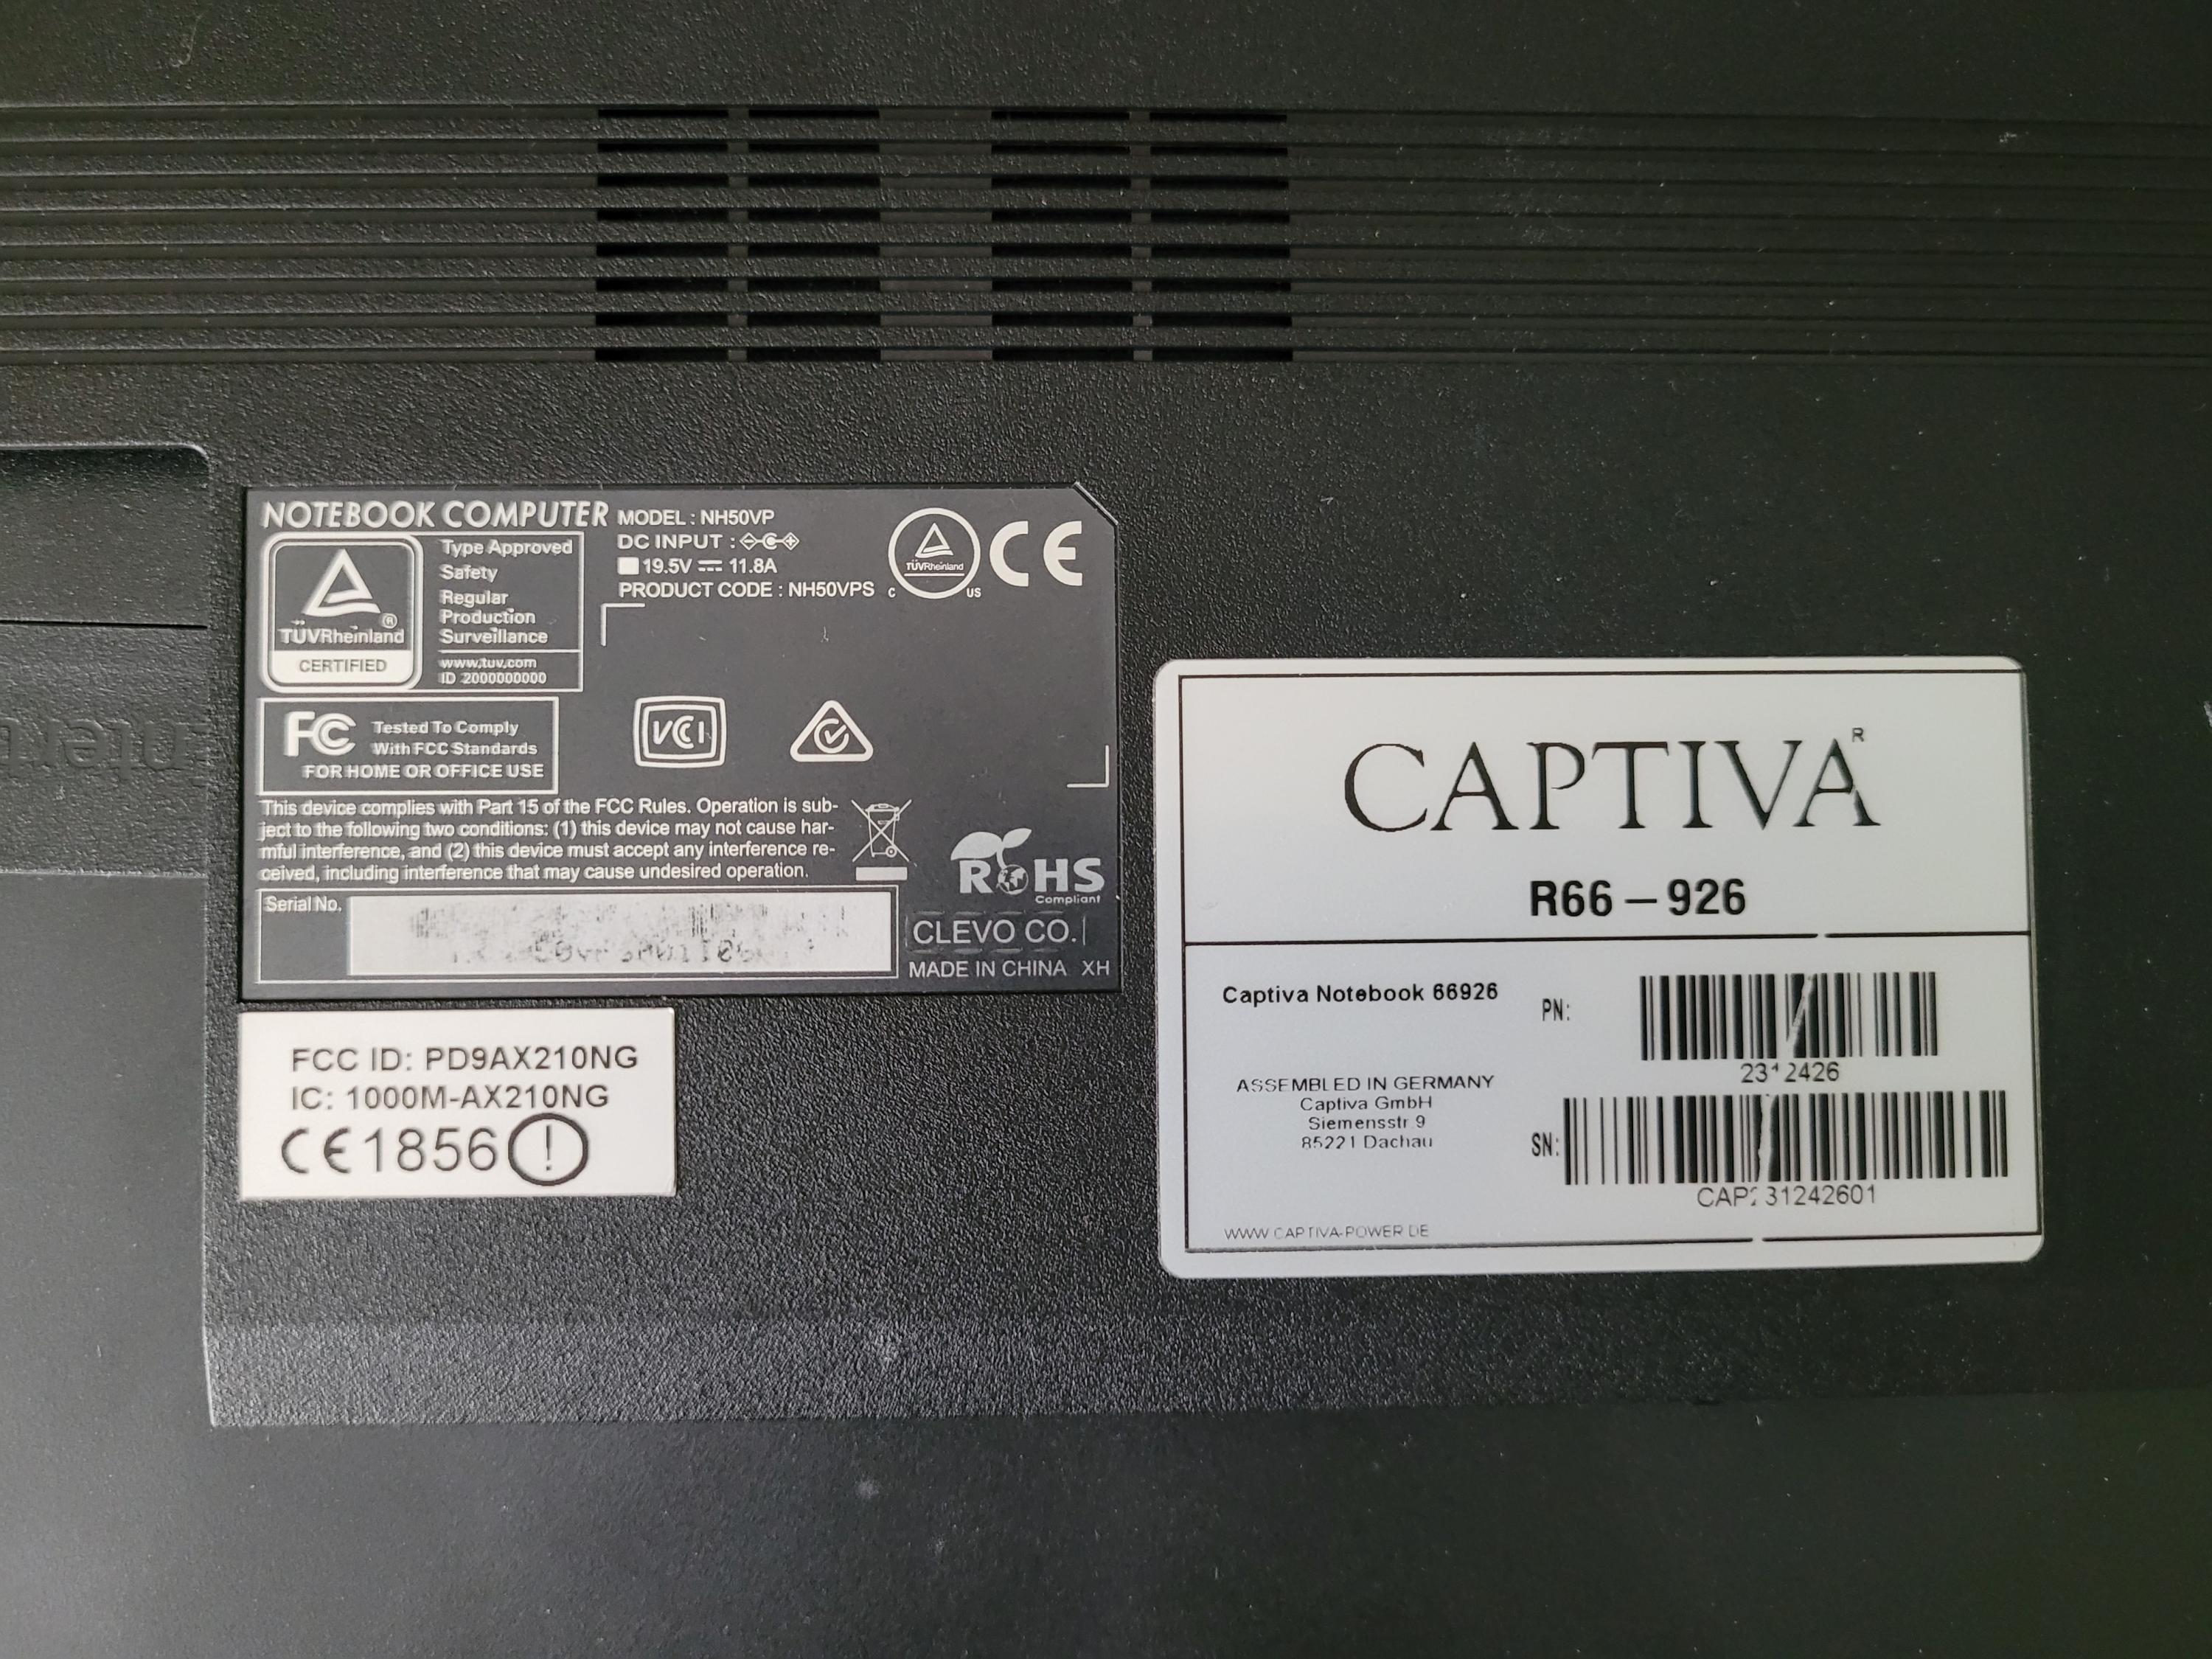 NOTEBOOK COMPUTER
MODEL : NH50VP
DC INPUT :
19.5V 11.8A
PRODUCT CODE : NH50VPS
TÜVRheinland
CERTIFIED
Type Approved
Safety
Regular
Production
Surveillance
www.tuv.com
ID 2000000000
TÜVRheinland
C US
CE
FC
Tested To Comply
With FCC Standards
FOR HOME OR OFFICE USE
VCI
This device complies with Part 15 of the FCC Rules. Operation is sub-
ject to the following two conditions: (1) this device may not cause har-
mful interference, and (2) this device must accept any interference re-
ceived, including interference that may cause undesired operation.
RoHS
Compliant
Serial No.
CLEVO CO.
MADE IN CHINA XH
FCC ID: PD9AX210NG
IC: 1000M-AX210NG
CE1856
CAPTIVA R
R66-926
Captiva Notebook 66926
PN:
ASSEMBLED IN GERMANY
Captiva GmbH
Siemensstr 9
85221 Dachau
SN:
WWW CAPTIVA-POWER DE